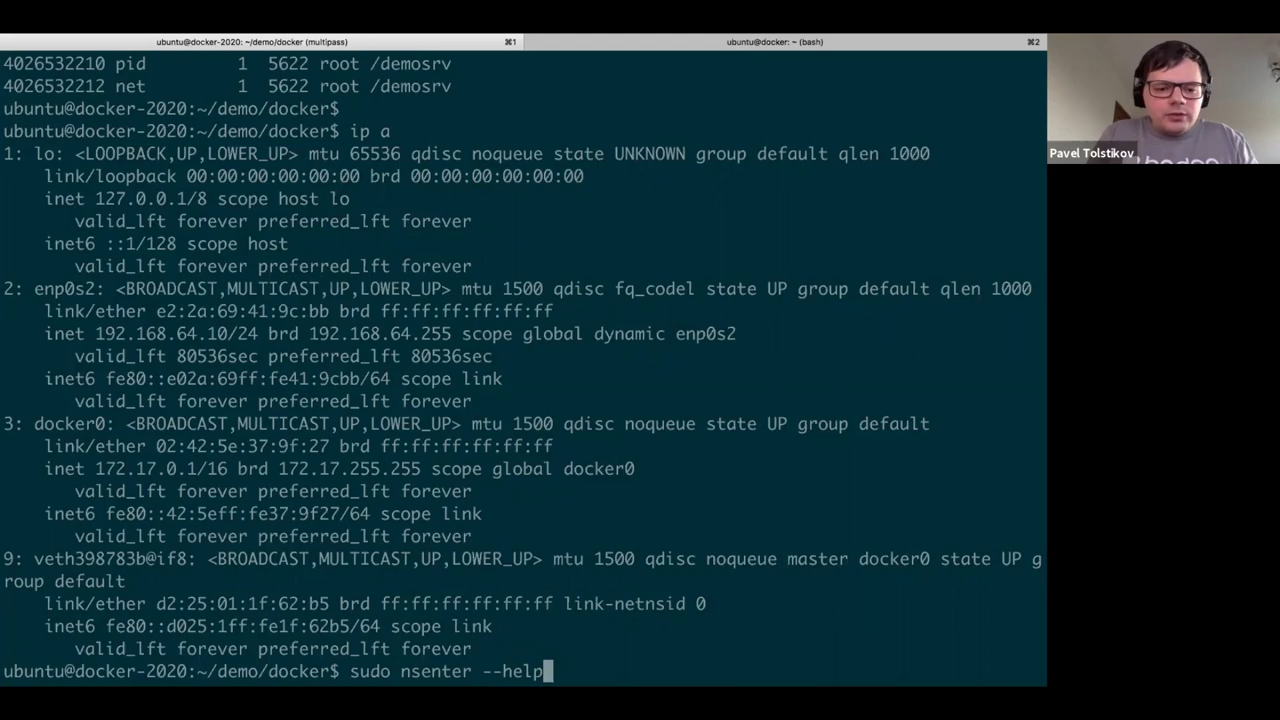 ubuntu@docker-2020: ~/demo/docker (multipass)
⌘1
ubuntu@docker: ~ (bash)
⌘2
4026532210 pid 1 5622 root /demosrv
4026532212 net 1 5622 root /demosrv
ubuntu@docker-2020:~/demo/docker$
ubuntu@docker-2020:~/demo/docker$ ip a
1: lo: <LOOPBACK,UP,LOWER_UP> mtu 65536 qdisc noqueue state UNKNOWN group default qlen 1000
link/loopback 00:00:00:00:00:00 brd 00:00:00:00:00:00
inet 127.0.0.1/8 scope host lo
valid_lft forever preferred_lft forever
inet6 ::1/128 scope host
valid_lft forever preferred_lft forever
2: enp0s2: <BROADCAST,MULTICAST,UP,LOWER_UP> mtu 1500 qdisc fq_codel state UP group default qlen 1000
link/ether e2:2a:69:41:9c:bb brd ff:ff:ff:ff:ff:ff
inet 192.168.64.10/24 brd 192.168.64.255 scope global dynamic enp0s2
valid_lft 80536sec preferred_lft 80536sec
inet6 fe80::e02a:69ff:fe41:9cbb/64 scope link
valid_lft forever preferred_lft forever
3: docker0: <BROADCAST,MULTICAST,UP,LOWER_UP> mtu 1500 qdisc noqueue state UP group default
link/ether 02:42:5e:37:9f:27 brd ff:ff:ff:ff:ff:ff
inet 172.17.0.1/16 brd 172.17.255.255 scope global docker0
valid_lft forever preferred_lft forever
inet6 fe80::42:5eff:fe37:9f27/64 scope link
valid_lft forever preferred_lft forever
9: veth398783b@if8: <BROADCAST,MULTICAST,UP,LOWER_UP> mtu 1500 qdisc noqueue master docker0 state UP g
roup default
link/ether d2:25:01:1f:62:b5 brd ff:ff:ff:ff:ff:ff link-netnsid 0
inet6 fe80::d025:1ff:fe1f:62b5/64 scope link
valid_lft forever preferred_lft forever
ubuntu@docker-2020:~/demo/docker$ sudo nsenter --help
Pavel Tolstikov